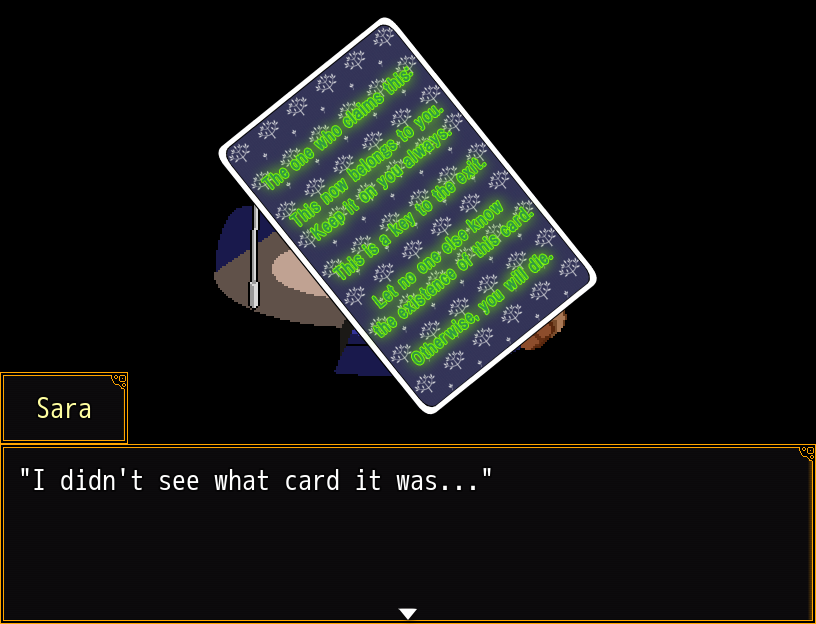 The one who claims this:
This now belongs to you.
Keep it on you always.
This is a key to the exit.
Let no one else know
the existance of this card.
Otherwise, you will die.
Sara
"I didn't see what card it was..."